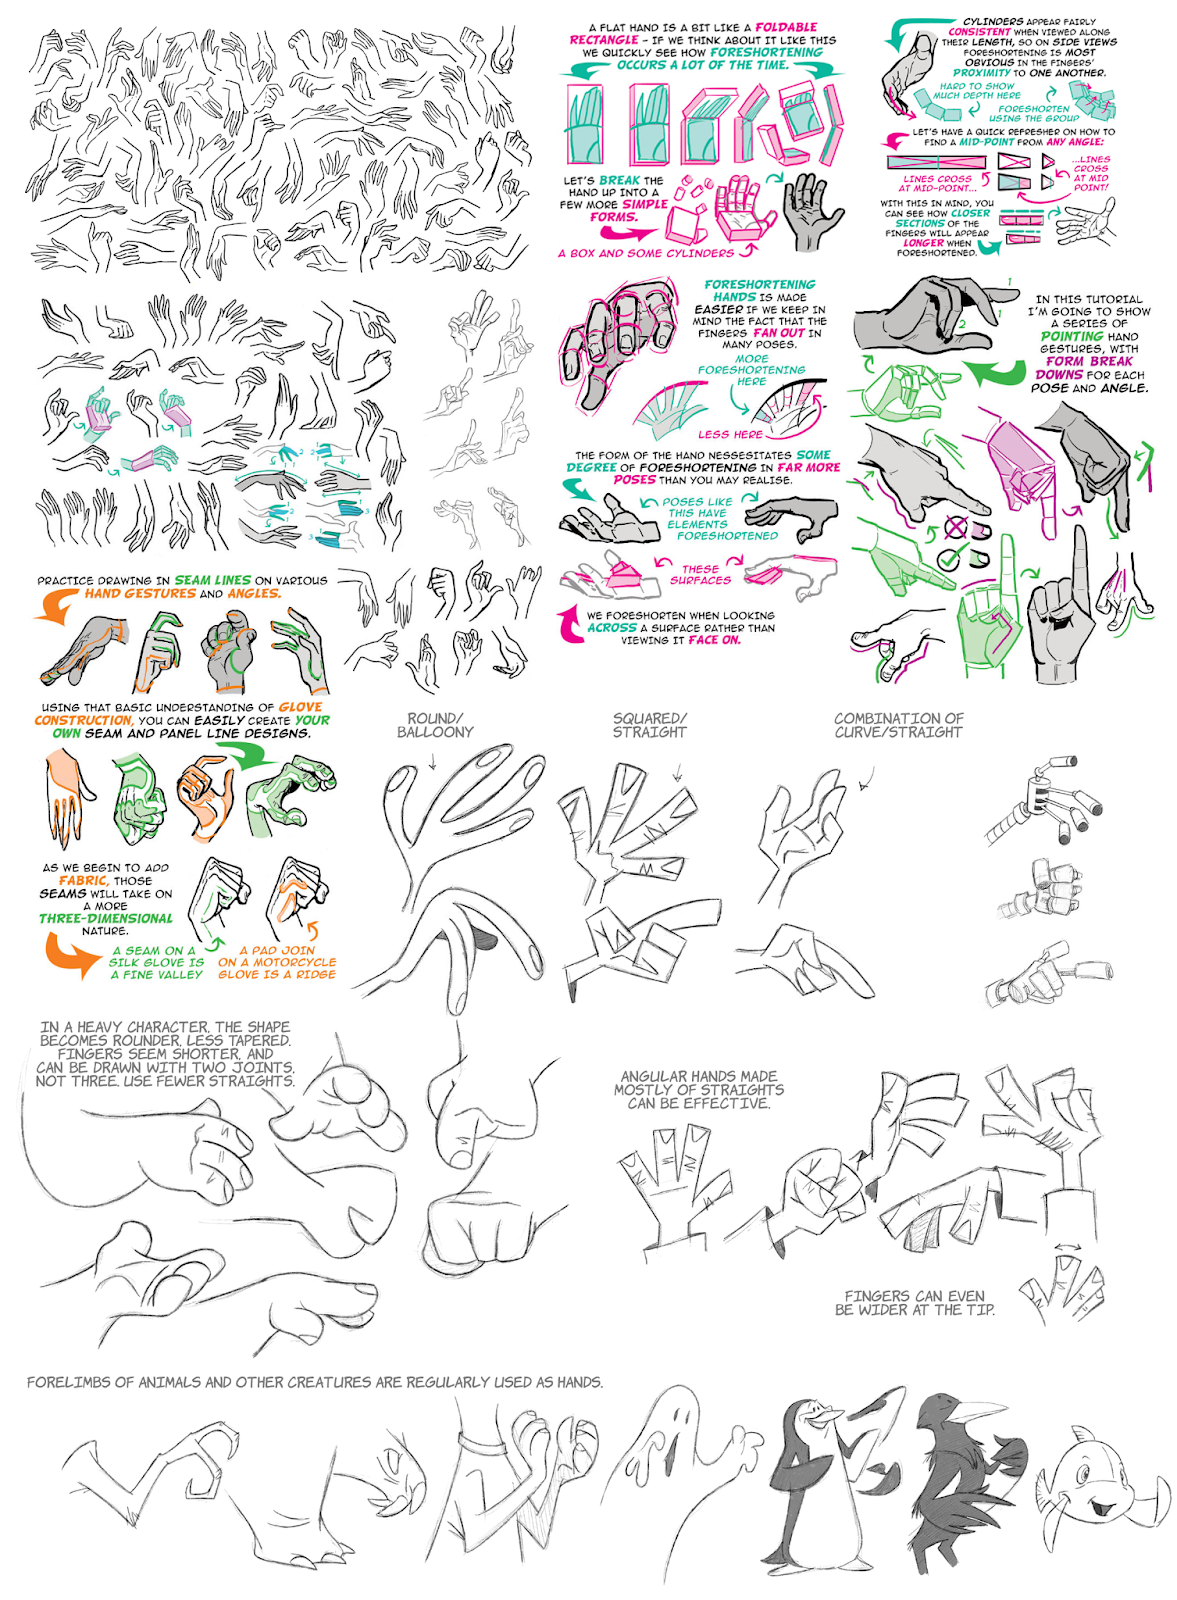 A FLAT HAND IS A BIT LIKE A FOLDABLE
RECTANGLE - IF WE THINK ABOUT IT LIKE THIS
WE QUICKLY SEE HOW FORESHORTENING
OCCURS A LOT OF THE TIME.
LET'S BREAK THE
HAND UP INTO A
FEW MORE SIMPLE
FORMS.
A BOX AND SOME CYLINDERS
CYLINDERS APPEAR FAIRLY
CONSISTENT WHEN VIEWED ALONG
THEIR LENGTH, SO ON SIDE VIEWS
FORESHORTENING IS MOST
OBVIOUS IN THE FINGERS'
PROXIMITY TO ONE ANOTHER.
HARD TO SHOW
MUCH DEPTH HERE
FORESHORTEN
USING THE GROUP
LET'S HAVE A QUICK REFRESHER ON HOW TO
FIND A MID-POINT FROM ANY ANGLE:
LINES CROSS
AT MID-POINT...
...LINES
CROSS
AT MID
POINT!
WITH THIS IN MIND, YOU
CAN SEE HOW CLOSER
SECTIONS OF THE
FINGERS WILL APPEAR
LONGER WHEN
FORESHORTENED.
FORESHORTENING
HANDS IS MADE
EASIER IF WE KEEP IN
MIND THE FACT THAT THE
FINGERS FAN OUT IN
MANY POSES.
MORE
FORESHORTENING
HERE
LESS HERE
THE FORM OF THE HAND NESSESITATES SOME
DEGREE OF FORESHORTENING IN FAR MORE
POSES THAN YOU MAY REALISE.
POSES LIKE
THIS HAVE
ELEMENTS
FORESHORTENED
THESE
SURFACES
WE FORESHORTEN WHEN LOOKING
ACROSS A SURFACE RATHER THAN
VIEWING IT FACE ON.
1
1
2
IN THIS TUTORIAL
I'M GOING TO SHOW
A SERIES OF
POINTING HAND
GESTURES, WITH
FORM BREAK
DOWNS FOR EACH
POSE AND ANGLE.
PRACTICE DRAWING IN SEAM LINES ON VARIOUS
HAND GESTURES AND ANGLES.
USING THAT BASIC UNDERSTANDING OF GLOVE
CONSTRUCTION, YOU CAN EASILY CREATE YOUR
OWN SEAM AND PANEL LINE DESIGNS.
AS WE BEGIN TO ADD
FABRIC, THOSE
SEAMS WILL TAKE ON
A MORE
THREE-DIMENSIONAL
NATURE.
A SEAM ON A
SILK GLOVE IS
A FINE VALLEY
A PAD JOIN
ON A MOTORCYCLE
GLOVE IS A RIDGE
ROUND/
BALLOONY
SQUARED/
STRAIGHT
COMBINATION OF
CURVE/STRAIGHT
IN A HEAVY CHARACTER, THE SHAPE
BECOMES ROUNDER, LESS TAPERED.
FINGERS SEEM SHORTER, AND
CAN BE DRAWN WITH TWO JOINTS,
NOT THREE. USE FEWER STRAIGHTS.
ANGULAR HANDS MADE
MOSTLY OF STRAIGHTS
CAN BE EFFECTIVE.
FINGERS CAN EVEN
BE WIDER AT THE TIP.
FORELIMBS OF ANIMALS AND OTHER CREATURES ARE REGULARLY USED AS HANDS.